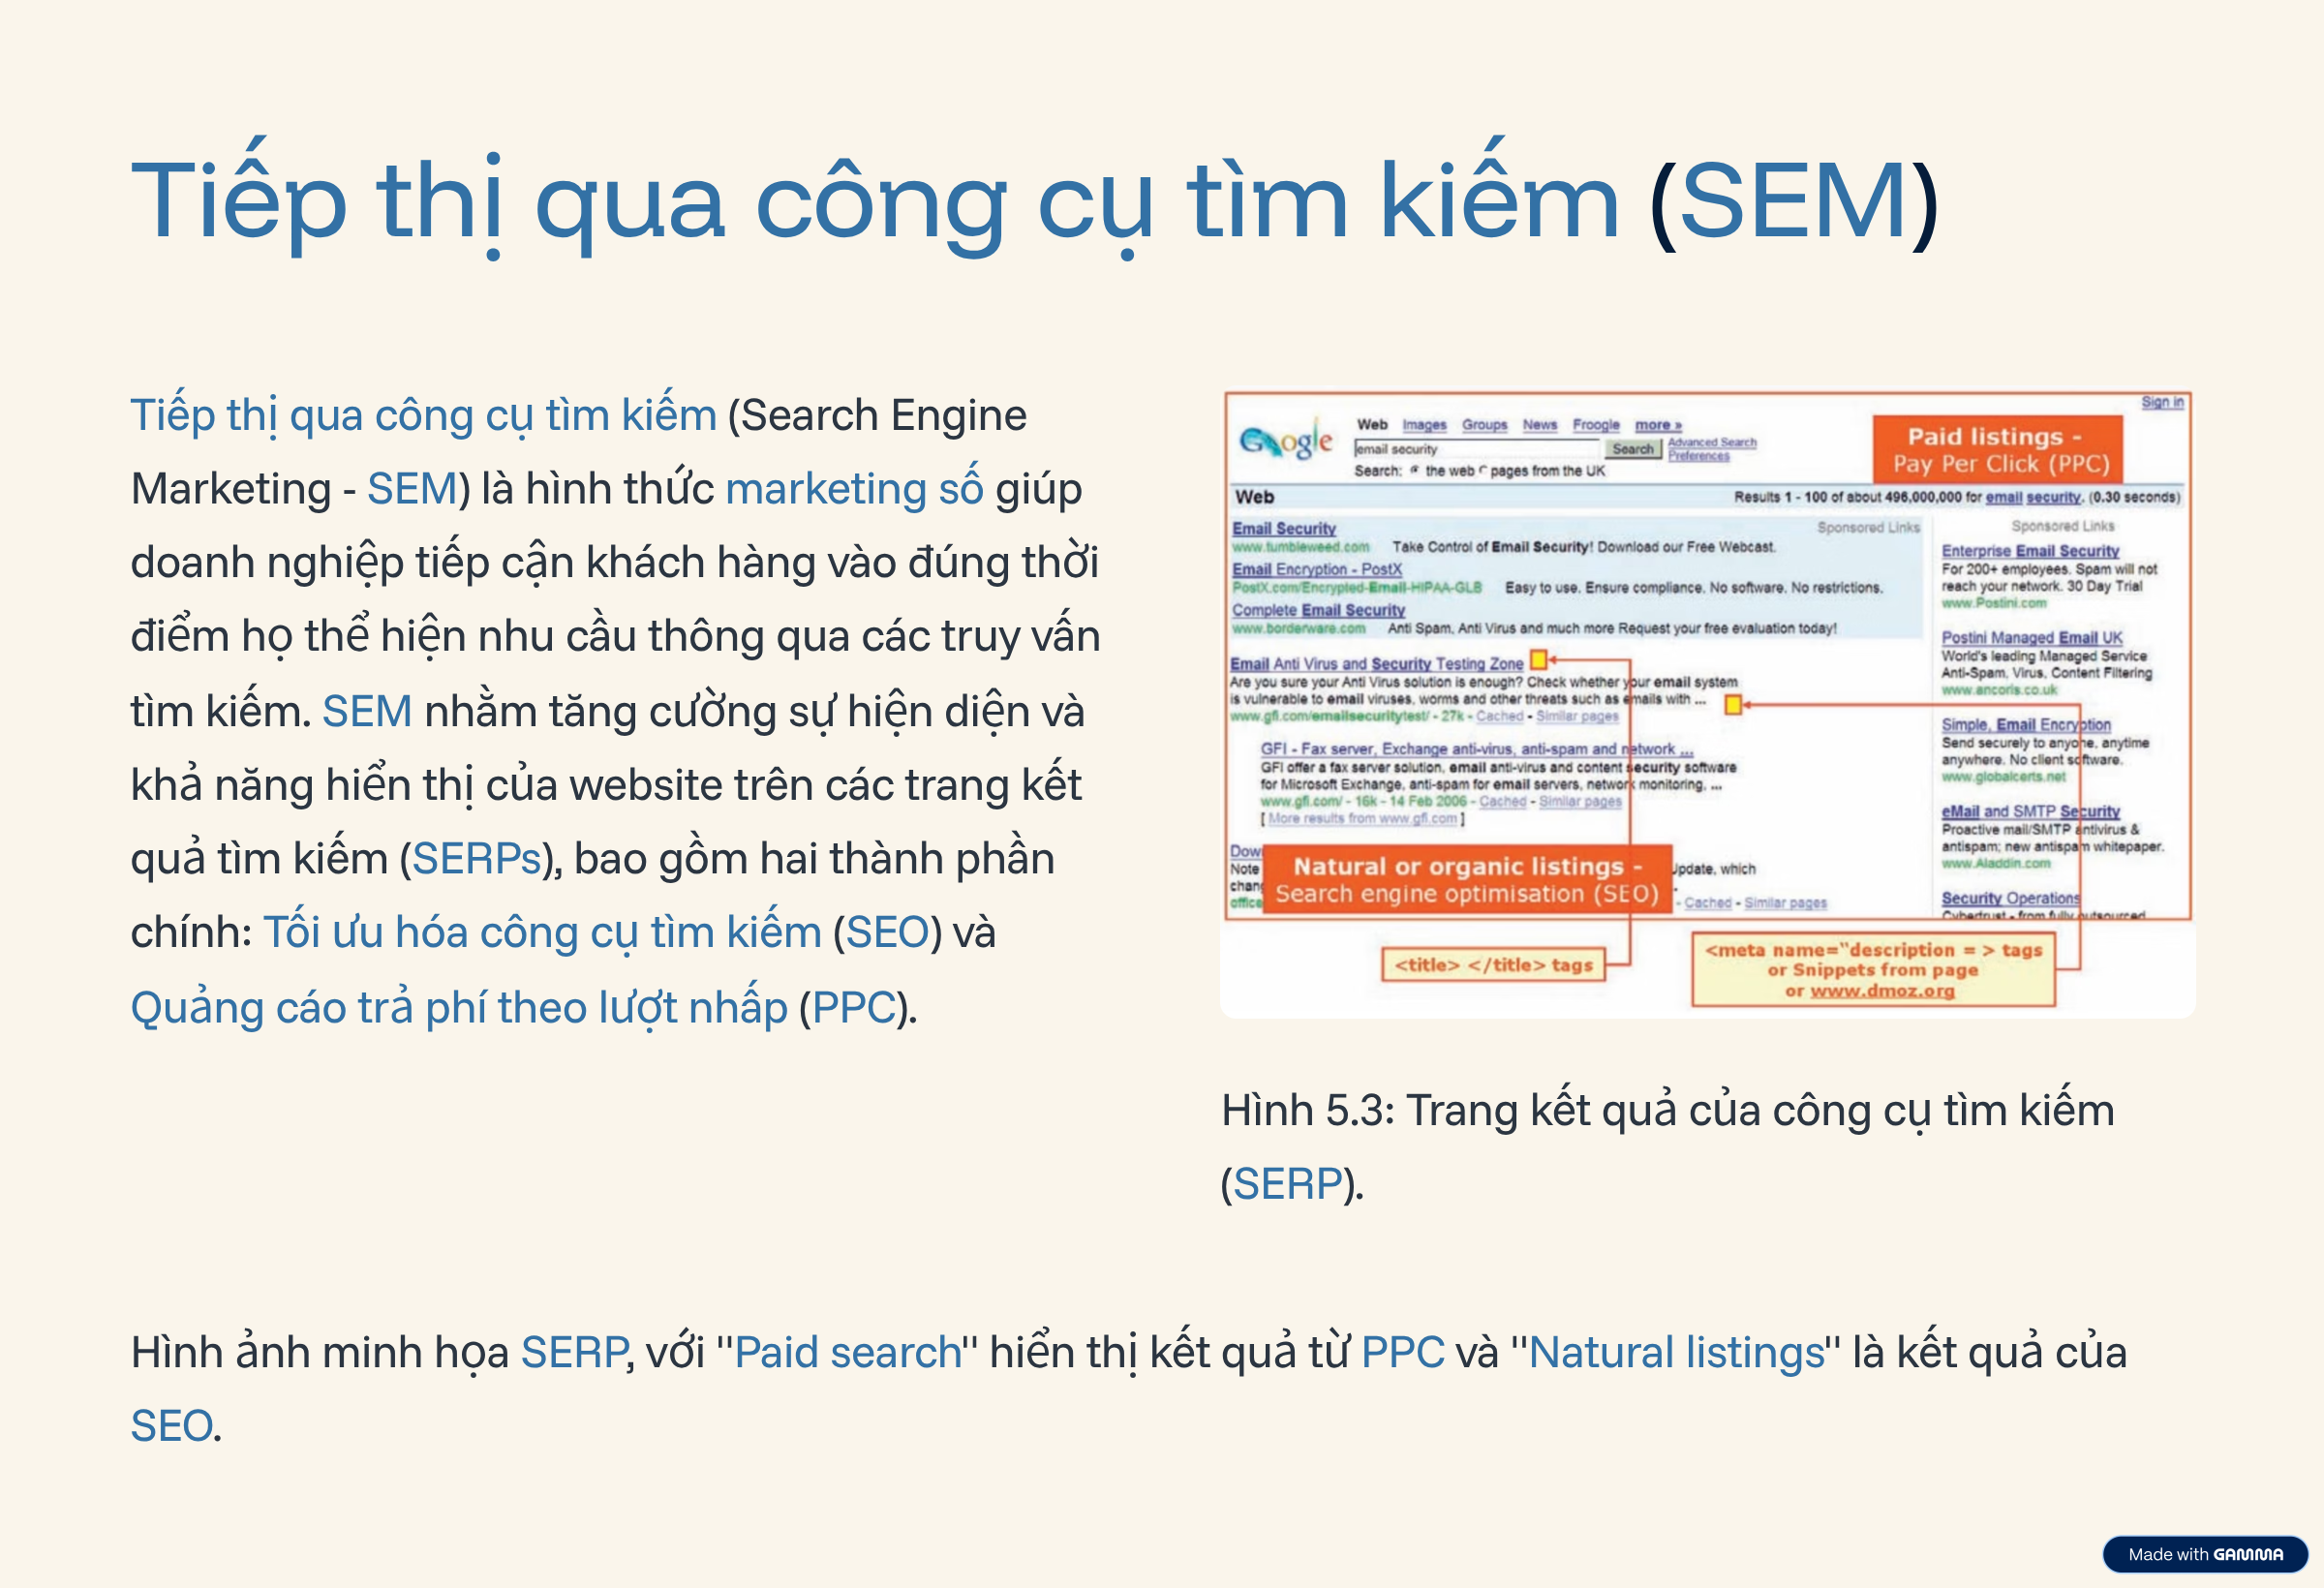 Tiếp thị qua công cụ tìm kiếm (SEM)
Tiếp thị qua công cụ tìm kiếm (Search Engine
Marketing - SEM) là hình thức marketing số giúp
doanh nghiệp tiếp cận khách hàng vào đúng thời
điểm họ thể hiện nhu cầu thông qua các truy vấn
tìm kiếm. SEM nhằm tăng cường sự hiện diện và
khả năng hiển thị của website trên các trang kết
quả tìm kiếm (SERPs), bao gồm hai thành phần
chính: Tối ưu hóa công cụ tìm kiếm (SEO) và
Quảng cáo trả phí theo lượt nhấp (PPC).
Sign in
Google
Web Images Groups News Froogle more »
email security Search Advanced Search
Preferences
Search: the web pages from the UK
Paid listings -
Pay Per Click (PPC)
Web Results 1 - 100 of about 496,000,000 for email security. (0.30 seconds)
Email Security Sponsored Links
www.tumbleweed.com Take Control of Email Security! Download our Free Webcast.
Email Encryption - PostX
PostX.com/Encrypted-Email-HIPAA-GLB Easy to use. Ensure compliance. No software. No restrictions.
Complete Email Security
www.borderware.com Anti Spam, Anti Virus and much more Request your free evaluation today!
Email Anti Virus and Security Testing Zone
Are you sure your Anti Virus solution is enough? Check whether your email system
is vulnerable to email viruses, worms and other threats such as emails with ...
www.gfi.com/emailsecuritytest/ - 27k - Cached - Similar pages
GFI - Fax server, Exchange anti-virus, anti-spam and network ...
GFI offer a fax server solution, email anti-virus and content security software
for Microsoft Exchange, anti-spam for email servers, network monitoring, ...
www.gfi.com/ - 16k - 14 Feb 2006 - Cached - Similar pages
[ More results from www.gfi.com ]
Note
Update, which
office
- Cached - Similar pages
Natural or organic listings -
Search engine optimisation (SEO)
Sponsored Links
Enterprise Email Security
For 200+ employees. Spam will not
reach your network. 30 Day Trial
www.Postini.com
Postini Managed Email UK
World's leading Managed Service
Anti-Spam, Virus, Content Filtering
www.ancoris.co.uk
Simple, Email Encryption
Send securely to anyone, anytime
anywhere. No client software.
www.globalcerts.net
eMail and SMTP Security
Proactive mail/SMTP antivirus &
antispam; new antispam whitepaper.
www.Aladdin.com
Security Operations
Cybertrust - from fully outsourced
<title> </title> tags
<meta name="description = > tags
or Snippets from page
or www.dmoz.org
Hình 5.3: Trang kết quả của công cụ tìm kiếm
(SERP).
Hình ảnh minh họa SERP, với "Paid search" hiển thị kết quả từ PPC và "Natural listings" là kết quả của
SEO.
Made with GAMMA